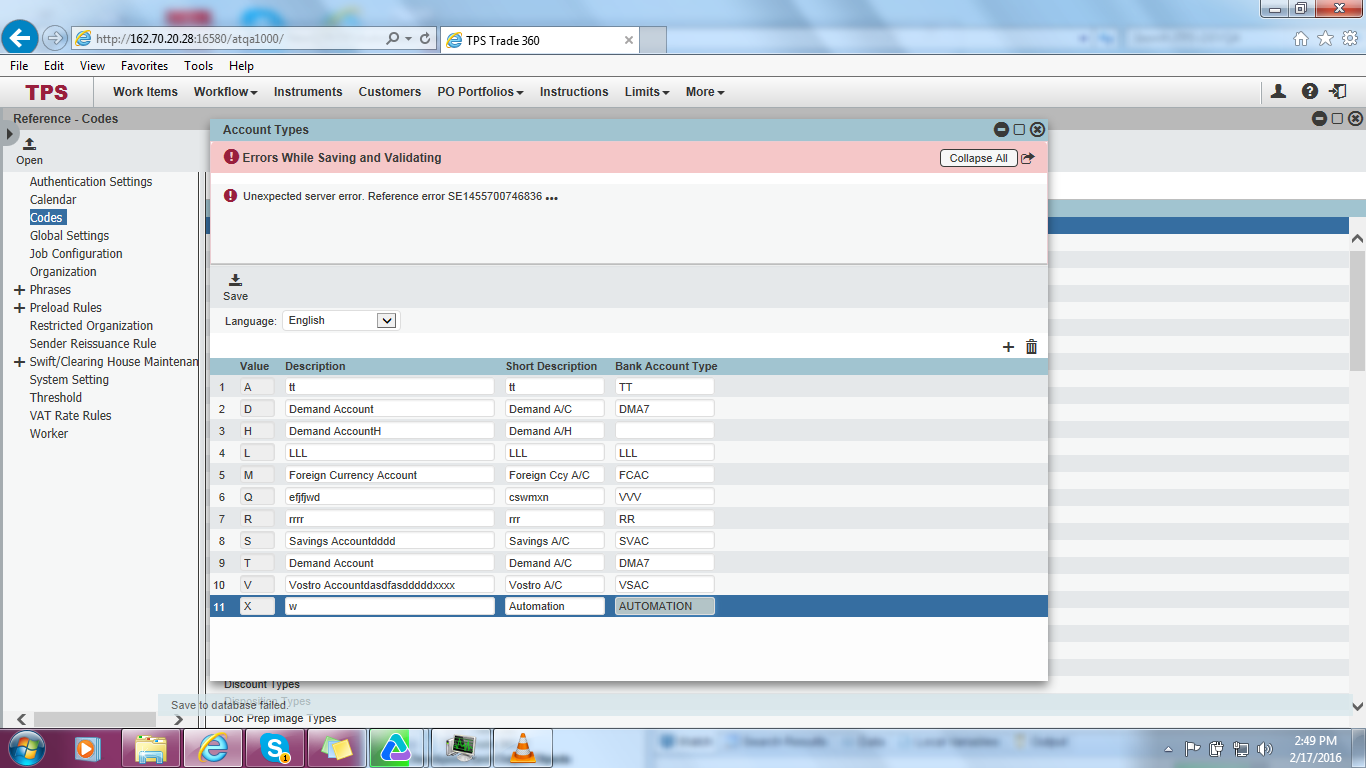 http://162.70.20.28:16580/atqa1000/
TPS Trade 360
File Edit View Favorites Tools Help
TPS Work Items Workflow Instruments Customers PO Portfolios Instructions Limits More
Reference - Codes
Open
Authentication Settings
Calendar
Codes
Global Settings
Job Configuration
Organization
Phrases
Preload Rules
Restricted Organization
Sender Reissuance Rule
Swift/Clearing House Maintenan
System Setting
Threshold
VAT Rate Rules
Worker
Account Types
Errors While Saving and Validating Collapse All
Unexpected server error. Reference error SE1455700746836 ...
Save
Language: English
Value Description Short Description Bank Account Type
1 A tt tt TT
2 D Demand Account Demand A/C DMA7
3 H Demand AccountH Demand A/H
4 L LLL LLL LLL
5 M Foreign Currency Account Foreign Ccy A/C FCAC
6 Q efjfjwd cswmxn VVV
7 R rrrr rrr RR
8 S Savings Accountdddd Savings A/C SVAC
9 T Demand Account Demand A/C DMA7
10 V Vostro Accountdasdfasdddddxxxx Vostro A/C VSAC
11 X w Automation AUTOMATION
Discount Types
Disposition Types
Save to database failed.
Doc Prep Image Types
1
2:49 PM
2/17/2016